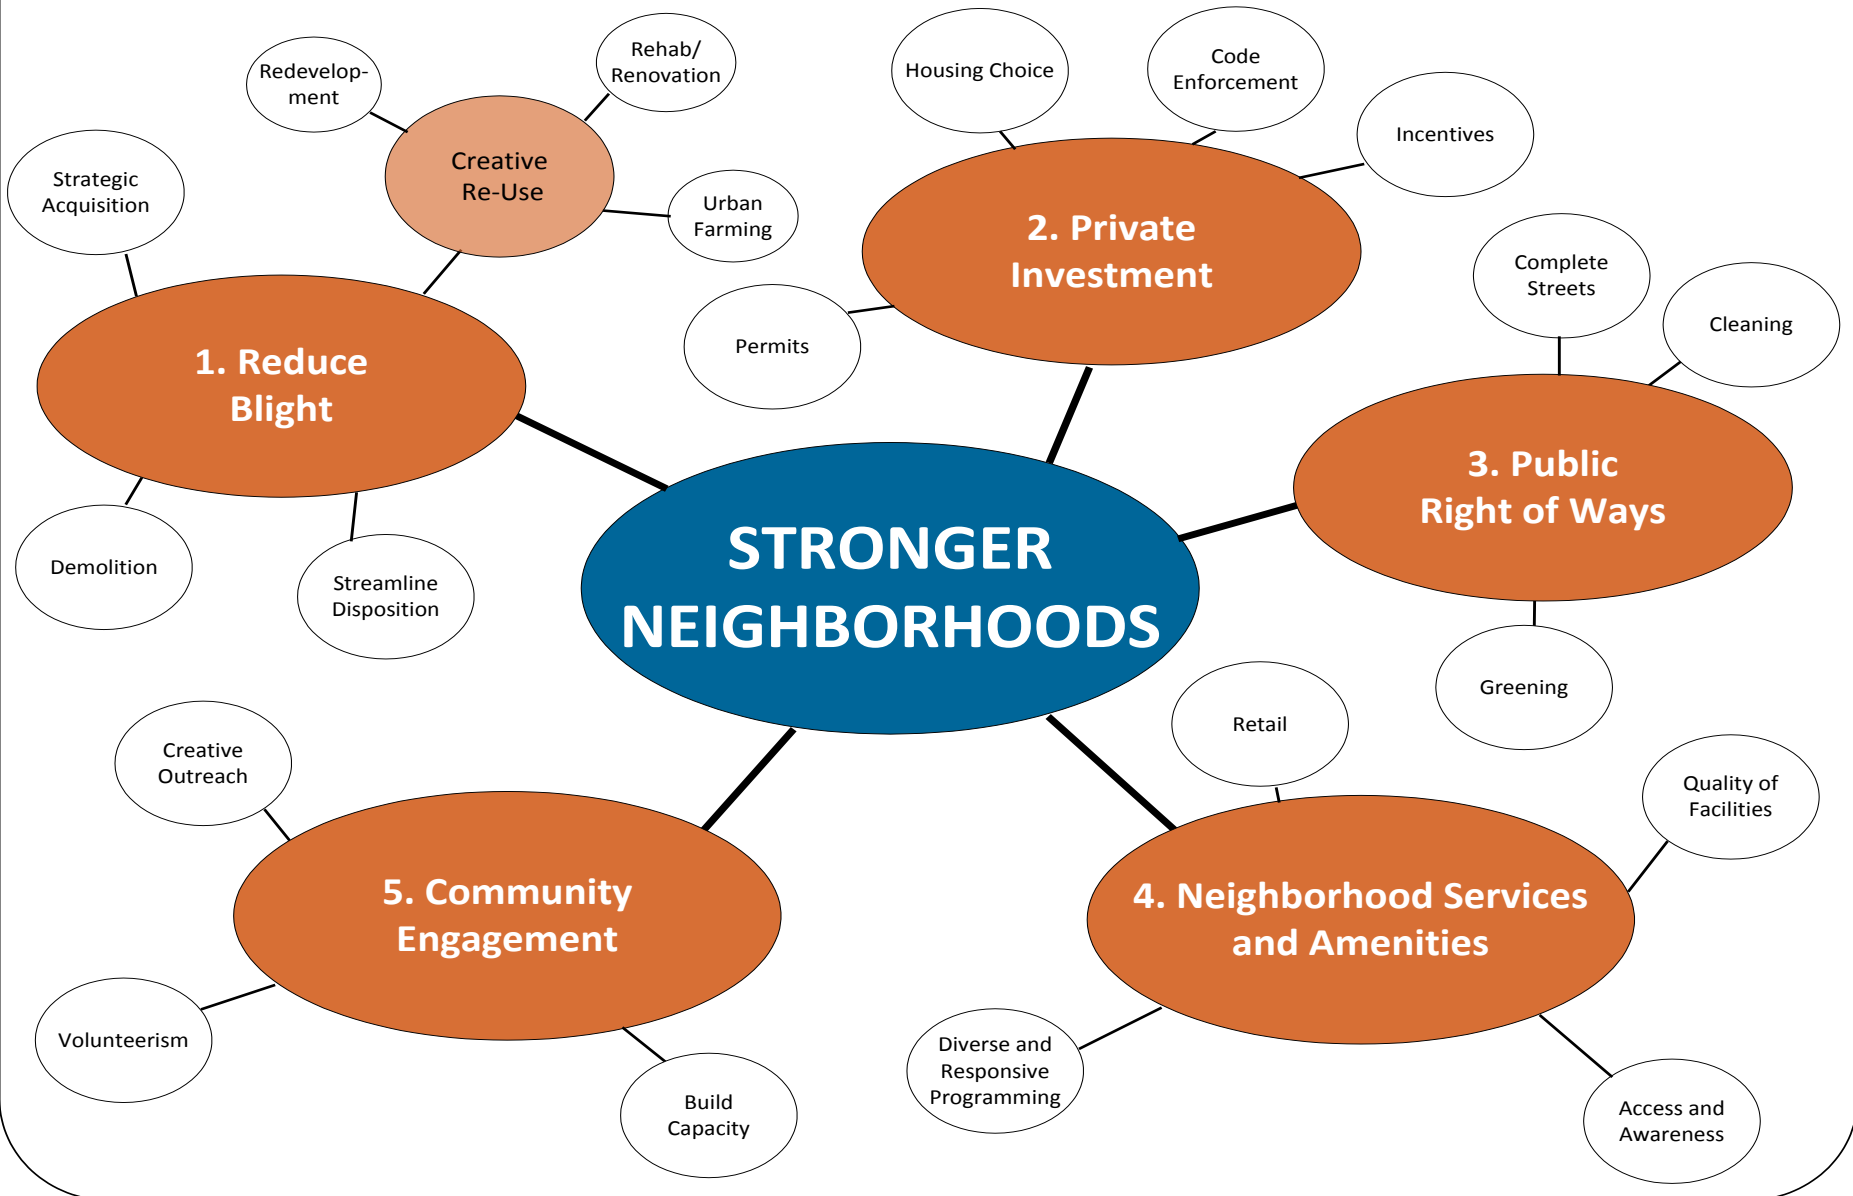 Redevelop-
ment
Rehab/
Renovation
Creative
Re-Use
Urban
Farming
Strategic
Acquisition
1. Reduce
Blight
Demolition
Streamline
Disposition
Housing Choice
Code
Enforcement
Incentives
2. Private
Investment
Permits
Complete
Streets
Cleaning
3. Public
Right of Ways
Greening
STRONGER
NEIGHBORHOODS
Retail
Quality of
Facilities
4. Neighborhood Services
and Amenities
Diverse and
Responsive
Programming
Access and
Awareness
Creative
Outreach
5. Community
Engagement
Volunteerism
Build
Capacity